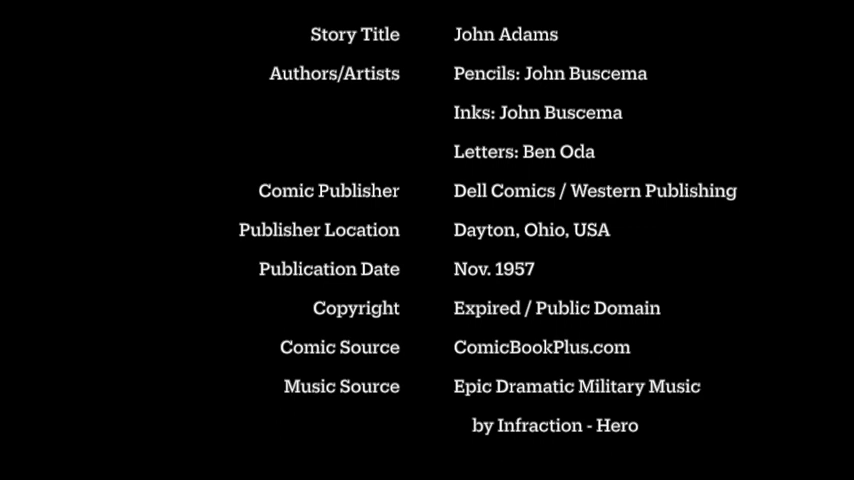 Story Title John Adams
Authors/Artists Pencils: John Buscema
Inks: John Buscema
Letters: Ben Oda
Comic Publisher Dell Comics / Western Publishing
Publisher Location Dayton, Ohio, USA
Publication Date Nov. 1957
Copyright Expired / Public Domain
Comic Source ComicBookPlus.com
Music Source Epic Dramatic Military Music
by Infraction - Hero